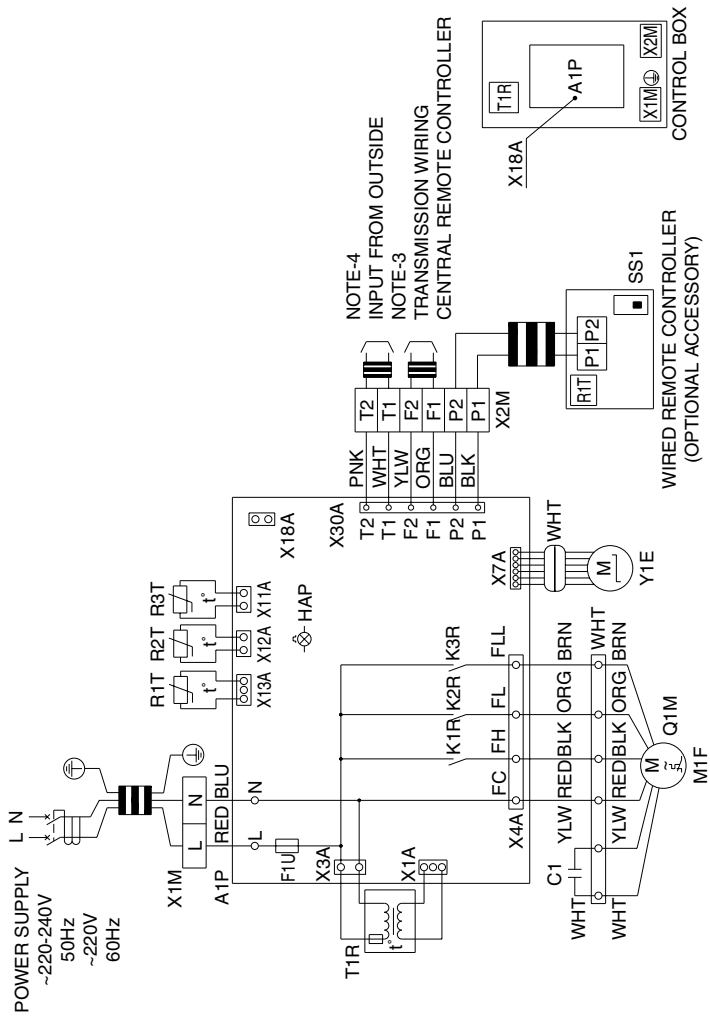 POWER SUPPLY
~220-240V
50Hz
~220V
60Hz
L N
X1M
L N
A1P
RED BLU
L
N
F1U
X3A
X1A
T1R
t°
R1T
R2T
R3T
t°
t°
t°
X13A
X12A
X11A
HAP
X18A
X30A
T2
T1
F2
F1
P2
P1
PNK
WHT
YLW
ORG
BLU
BLK
T2
T1
F2
F1
P2
P1
X2M
NOTE-4
INPUT FROM OUTSIDE
NOTE-3
TRANSMISSION WIRING
CENTRAL REMOTE CONTROLLER
K1R K2R K3R
FC FH FL FLL
X4A
X7A
YLW RED BLK ORG BRN
WHT
YLW RED BLK ORG BRN
WHT
C1
WHT
M
~
Q1M
M1F
WHT
M
Y1E
R1T
P1 P2
SS1
WIRED REMOTE CONTROLLER
(OPTIONAL ACCESSORY)
T1R
A1P
X18A
X1M
X2M
CONTROL BOX